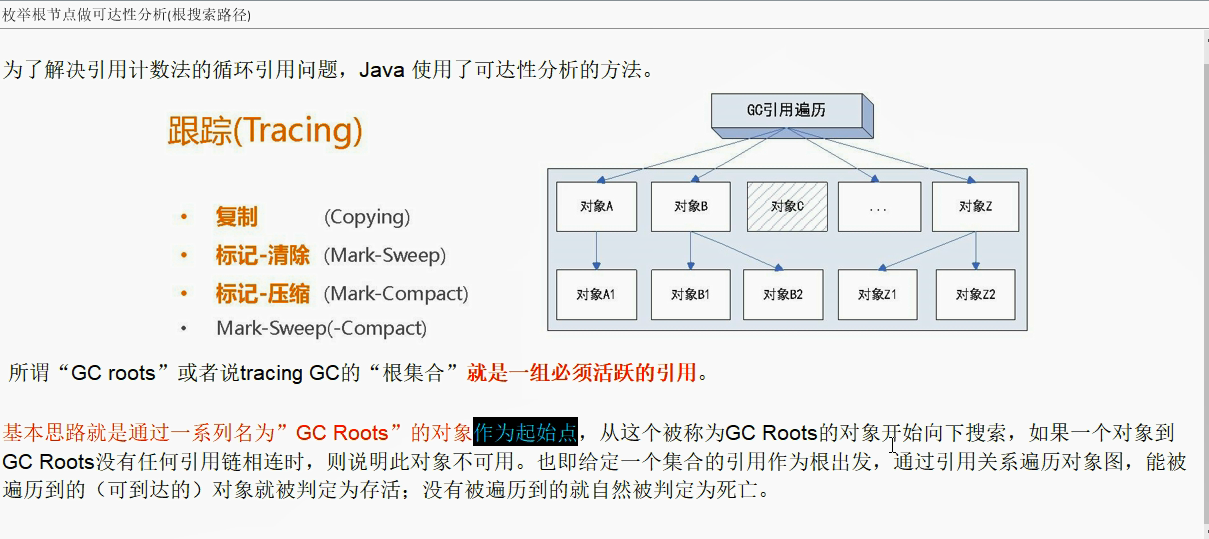 枚举根节点做可达性分析(根搜索路径)
为了解决引用计数法的循环引用问题，Java 使用了可达性分析的方法。
跟踪(Tracing)
• 复制 (Copying)
• 标记-清除 (Mark-Sweep)
• 标记-压缩 (Mark-Compact)
• Mark-Sweep(-Compact)
GC引用遍历
对象A 对象B 对象C ... 对象Z
对象A1 对象B1 对象B2 对象Z1 对象Z2
所谓“GC roots”或者说tracing GC的“根集合”就是一组必须活跃的引用。
基本思路就是通过一系列名为”GC Roots”的对象作为起始点，从这个被称为GC Roots的对象开始向下搜索，如果一个对象到
GC Roots没有任何引用链相连时，则说明此对象不可用。也即给定一个集合的引用作为根出发，通过引用关系遍历对象图，能被
遍历到的（可到达的）对象就被判定为存活；没有被遍历到的就自然被判定为死亡。